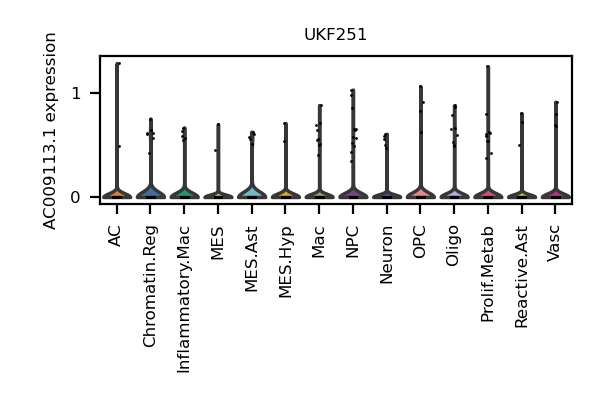 UKF251
AC009113.1 expression
1
0
AC
Chromatin.Reg
Inflammatory.Mac
MES
MES.Ast
MES.Hyp
Mac
NPC
Neuron
OPC
Oligo
Prolif.Metab
Reactive.Ast
Vasc